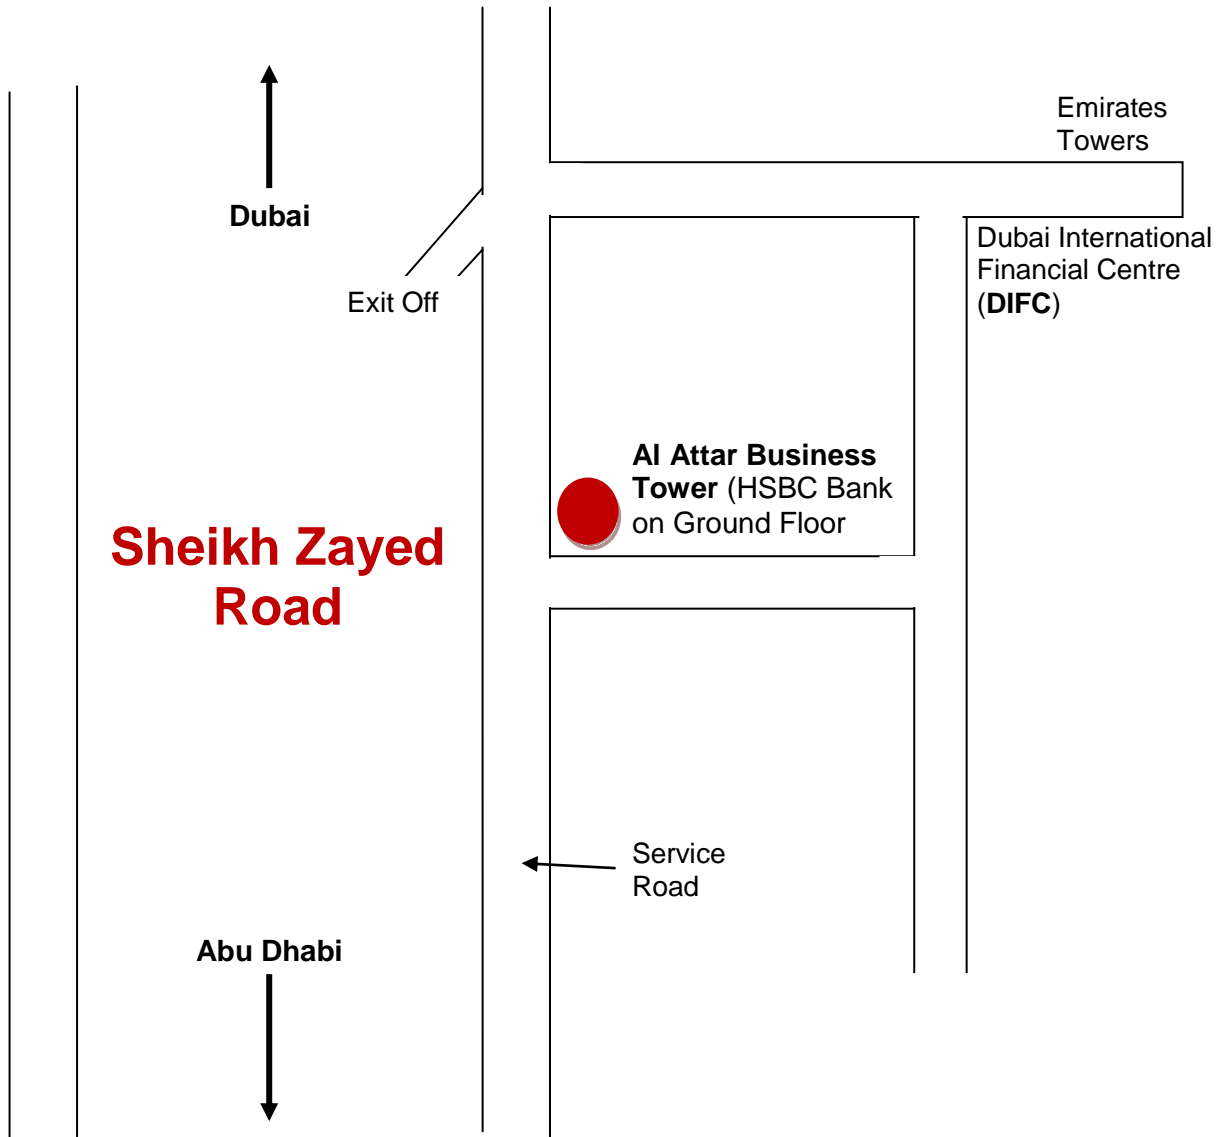 Emirates
Towers
Dubai
Dubai International
Financial Centre
(DIFC)
Exit Off
Al Attar Business
Tower (HSBC Bank
on Ground Floor
Sheikh Zayed
Road
Service
Road
Abu Dhabi